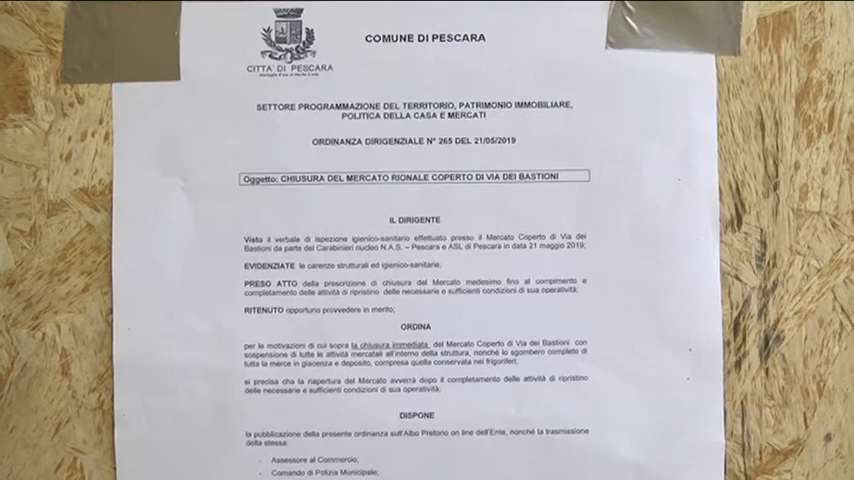 COMUNE DI PESCARA
CITTA' DI PESCARA
SETTORE PROGRAMMAZIONE DEL TERRITORIO, PATRIMONIO IMMOBILIARE,
POLITICA DELLA CASA E MERCATI
ORDINANZA DIRIGENZIALE N° 265 DEL 21/05/2019
Oggetto: CHIUSURA DEL MERCATO RIONALE COPERTO DI VIA DEI BASTIONI
IL DIRIGENTE
Visto il verbale di ispezione igienico-sanitario effettuato presso il Mercato Coperto di Via dei
Bastioni da parte dei Carabinieri nucleo N.A.S. – Pescara e ASL di Pescara in data 21 maggio 2019;
EVIDENZIATE le carenze strutturali ed igienico-sanitarie;
PRESO ATTO della prescrizione di chiusura del Mercato medesimo fino al compimento e
completamento delle attività di ripristino delle necessarie e sufficienti condizioni di sua operatività;
RITENUTO opportuno provvedere in merito;
ORDINA
per le motivazioni di cui sopra la chiusura immediata del Mercato Coperto di Via dei Bastioni con
sospensione di tutte le attività mercatali all'interno della struttura, nonché lo sgombero completo di
tutta la merce in giacenza e deposito, compresa quella conservata nei frigoriferi;
si precisa cha la riapertura del Mercato avverrà dopo il completamento delle attività di ripristino
delle necessarie e sufficienti condizioni di sua operatività;
DISPONE
la pubblicazione della presente ordinanza sull'Albo Pretorio on line dell'Ente, nonché la trasmissione
della stessa:
- Assessore al Commercio;
- Comando di Polizia Municipale;